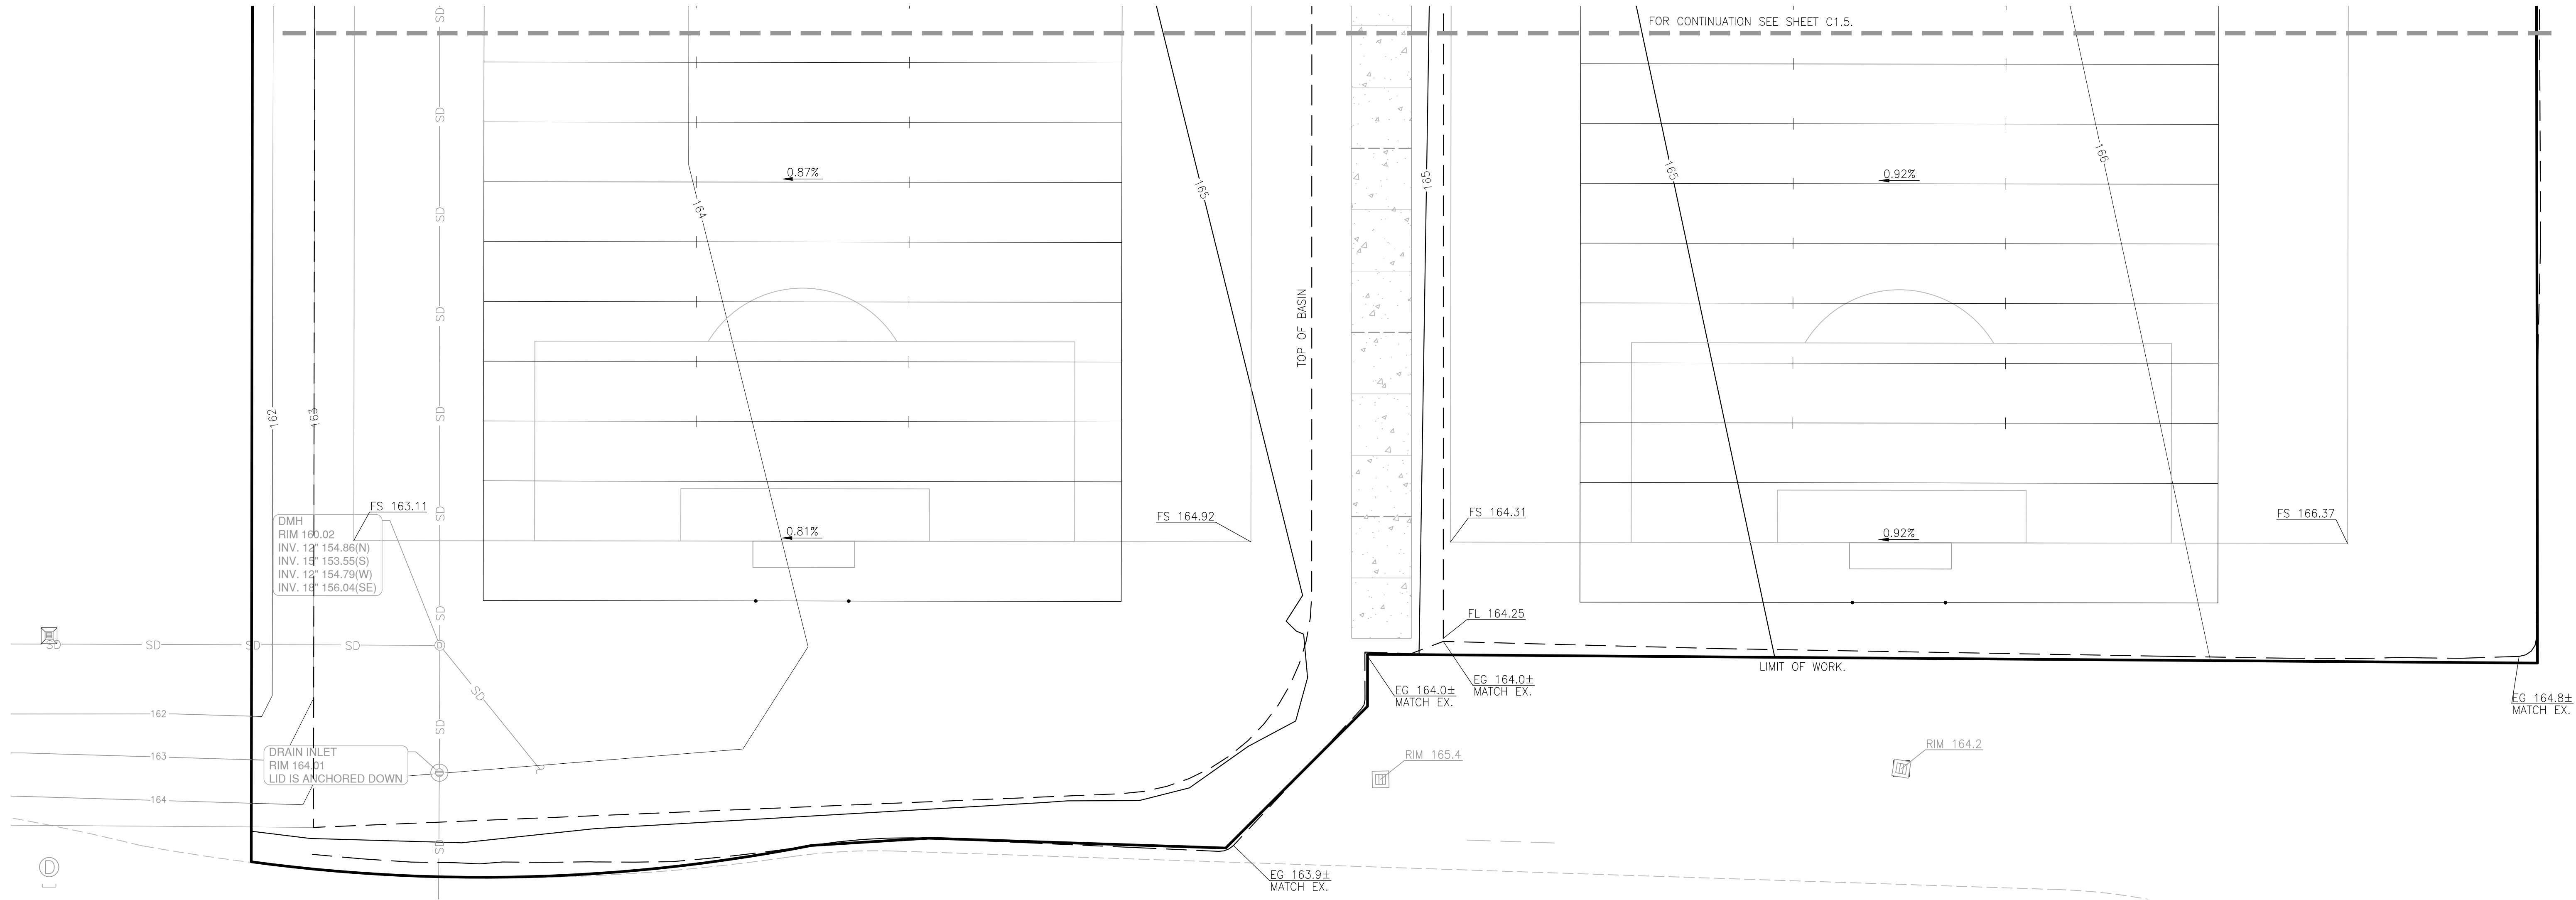 FOR CONTINUATION SEE SHEET C1.5.
SD
SD
SD
SD
SD
SD
SD
SD
SD
SD
SD
SD
SD
SD
0.87%
0.92%
165
165
165
166
164
162
163
TOP OF BASIN
FS 163.11
FS 164.92
FS 164.31
FS 166.37
DMH
RIM 160.02
INV. 12" 154.86(N)
INV. 15" 153.55(S)
INV. 12" 154.79(W)
INV. 18" 156.04(SE)
0.81%
0.92%
FL 164.25
D
LIMIT OF WORK.
EG 164.0±
MATCH EX.
EG 164.0±
MATCH EX.
EG 164.8±
MATCH EX.
162
163
164
DRAIN INLET
RIM 164.01
LID IS ANCHORED DOWN
RIM 165.4
RIM 164.2
D
EG 163.9±
MATCH EX.